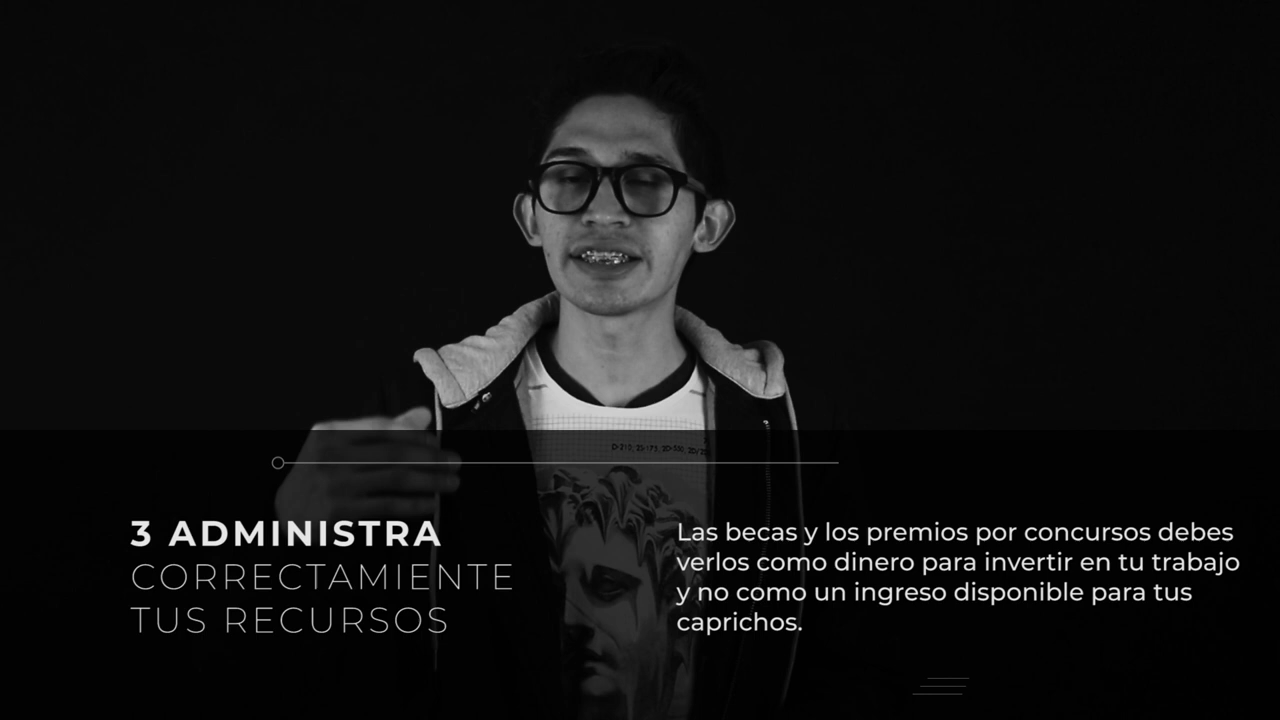 3 ADMINISTRA
CORRECTAMIENTE
TUS RECURSOS
Las becas y los premios por concursos debes
verlos como dinero para invertir en tu trabajo
y no como un ingreso disponible para tus
caprichos.